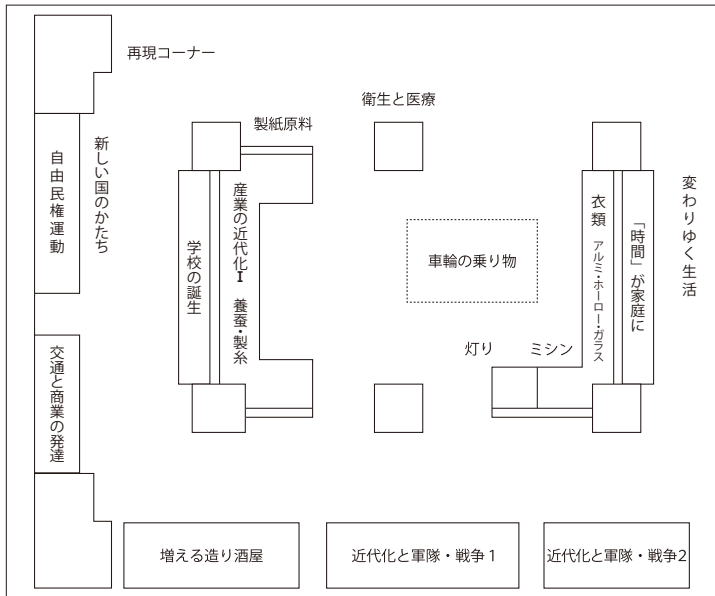 再現コーナー
衛生と医療
製紙原料
自由民権運動
新しい国のかたち
学校の誕生
産業の近代化Ⅰ 養蚕・製糸
車輪の乗り物
衣類 アルミ・ホーロー・ガラス
「時間」が家庭に
変わりゆく生活
灯り
ミシン
交通と商業の発達
増える造り酒屋
近代化と軍隊・戦争1
近代化と軍隊・戦争2